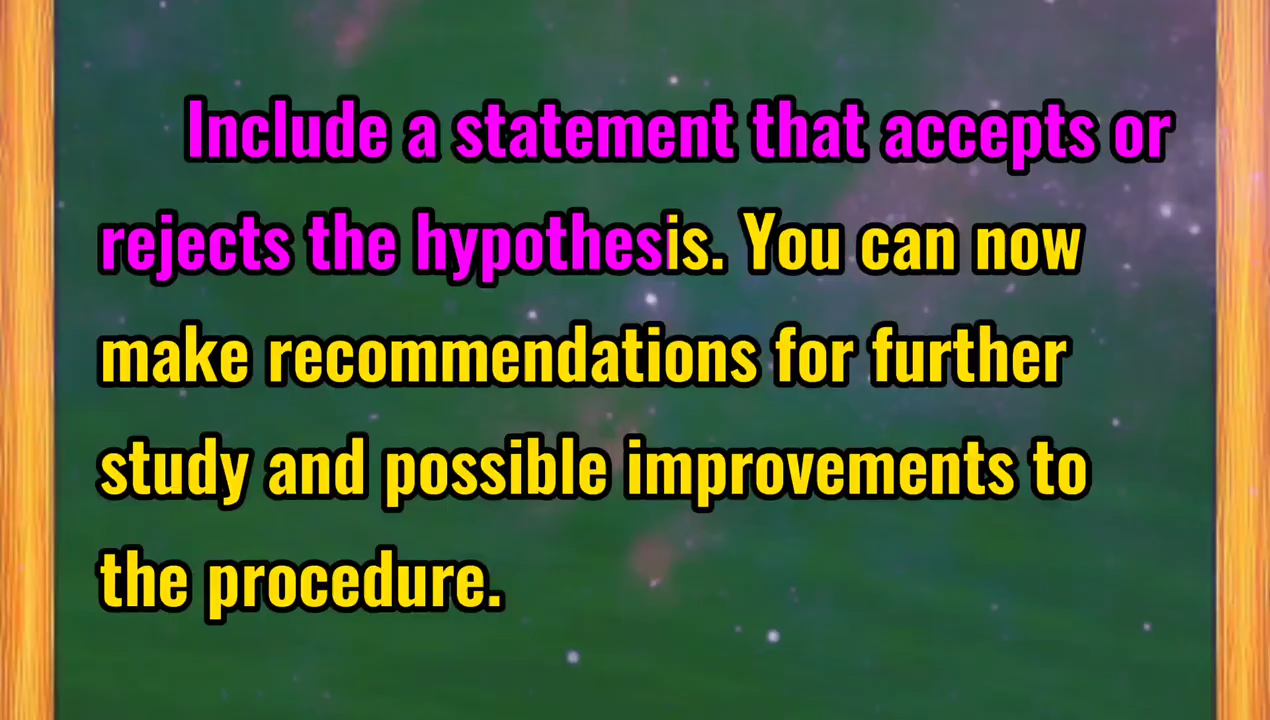 Include a statement that accepts or
rejects the hypothesis. You can now
make recommendations for further
study and possible improvements to
the procedure.